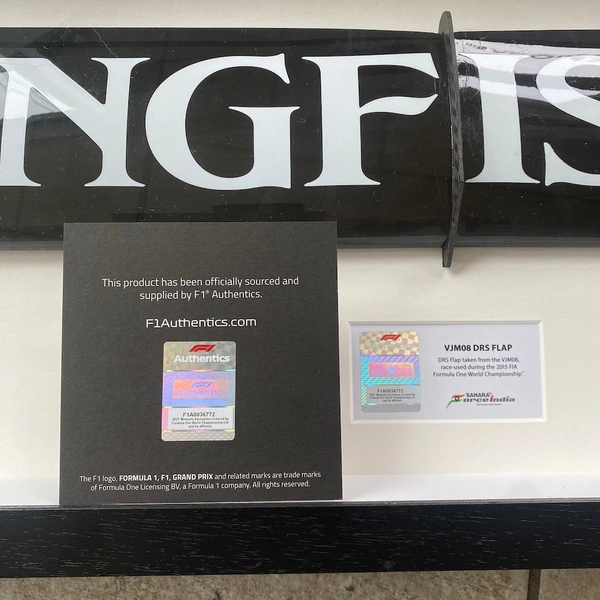 NGFIS
This product has been officially sourced and
supplied by F1® Authentics.
F1Authentics.com
F1
Authentics
F1A0036772
The F1 logo, FORMULA 1, F1, GRAND PRIX and related marks are trade marks
of Formula One Licensing BV, a Formula 1 company. All rights reserved.
F1A0036772
VJM08 DRS FLAP
DRS Flap taken from the VJM08,
race-used during the 2015 FIA
Formula One World Championship™.
SAHARA
Force India